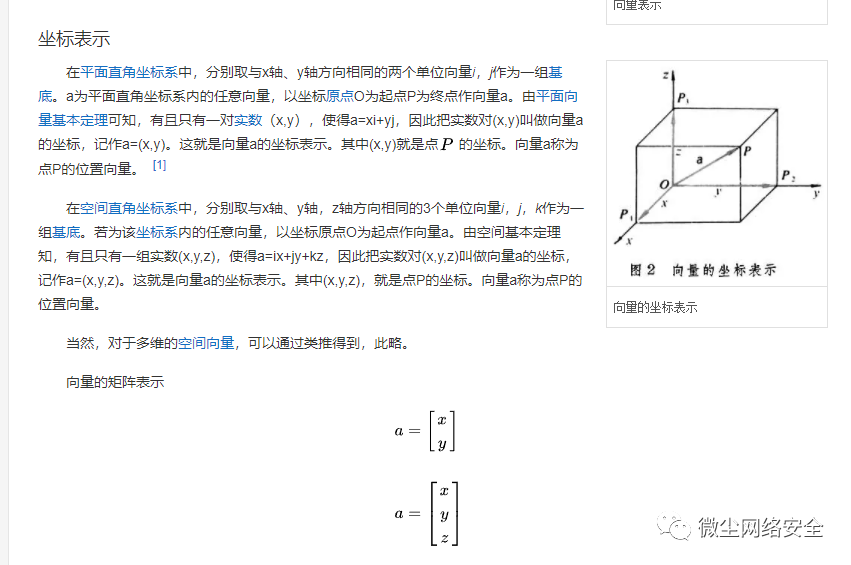 向量表示
坐标表示
在平面直角坐标系中，分别取与x轴、y轴方向相同的两个单位向量i，j作为一组基
底。a为平面直角坐标系内的任意向量，以坐标原点O为起点P为终点作向量a。由平面向
量基本定理可知，有且只有一对实数（x,y），使得a=xi+yj，因此把实数对(x,y)叫做向量a
的坐标，记作a=(x,y)。这就是向量a的坐标表示。其中(x,y)就是点P 的坐标。向量a称为
点P的位置向量。 [1]
在空间直角坐标系中，分别取与x轴、y轴，z轴方向相同的3个单位向量i，j，k作为一
组基底。若为该坐标系内的任意向量，以坐标原点O为起点作向量a。由空间基本定理
知，有且只有一组实数(x,y,z)，使得a=ix+jy+kz，因此把实数对(x,y,z)叫做向量a的坐标，
记作a=(x,y,z)。这就是向量a的坐标表示。其中(x,y,z)，就是点P的坐标。向量a称为点P的
位置向量。
当然，对于多维的空间向量，可以通过类推得到，此略。
向量的矩阵表示
a = [x
y]
a = [x
y
z]
z
P
z
a
P
O
y
P2
y
x
P1
x
图2 向量的坐标表示
向量的坐标表示
微尘网络安全